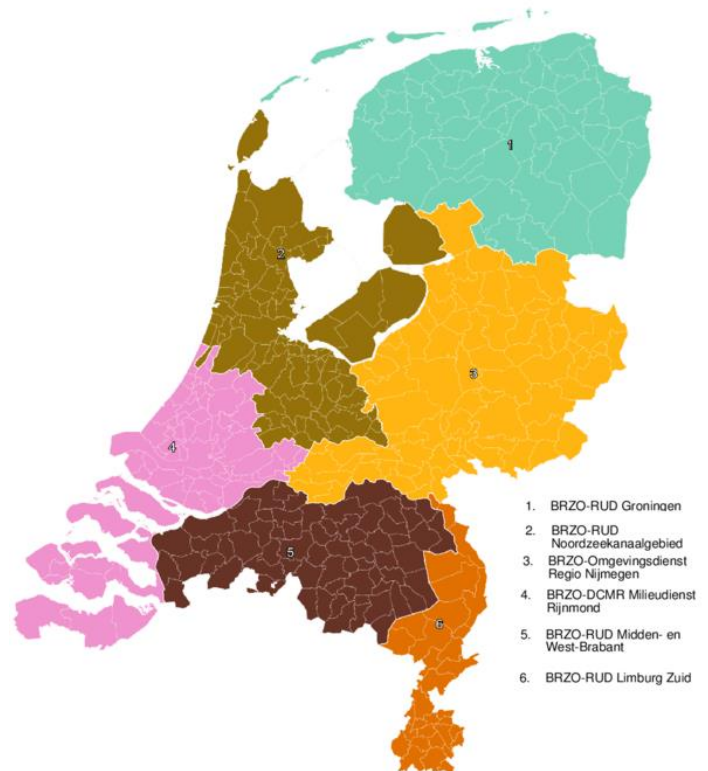 1
2
3
4
5
6
1. BRZO-RUD Groningen
2. BRZO-RUD
Noordzeekanaalgebied
3. BRZO-Omgevingsdienst
Regio Nijmegen
4. BRZO-DCMR Milieudienst
Rijnmond
5. BRZO-RUD Midden- en
West-Brabant
6. BRZO-RUD Limburg Zuid